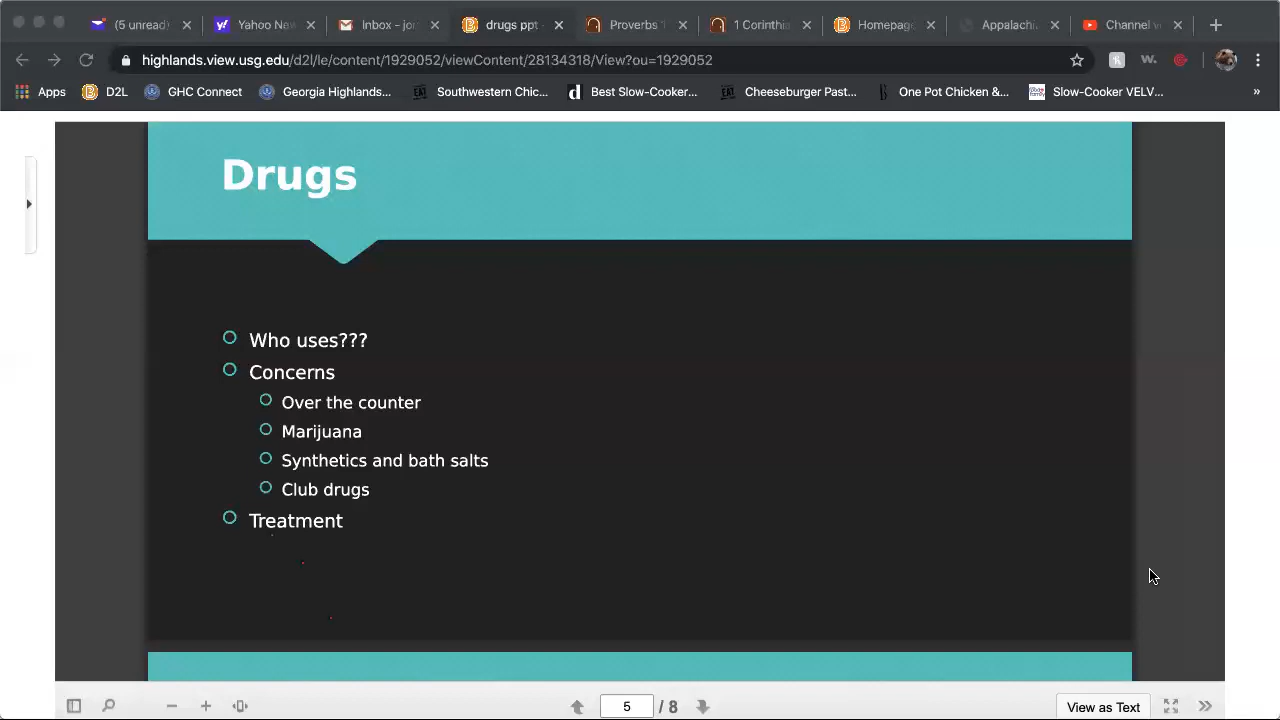 (5 unread)
Yahoo Nav
Inbox - jor
drugs ppt -
Proverbs
1 Corinthi
Homepage
Appalachi
Channel v
highlands.view.usg.edu/d2l/le/content/1929052/viewContent/28134318/View?ou=1929052
Apps
D2L
GHC Connect
Georgia Highlands...
Southwestern Chic...
Best Slow-Cooker...
Cheeseburger Past...
One Pot Chicken &...
Slow-Cooker VELV...
»
Drugs
Who uses???
Concerns
Over the counter
Marijuana
Synthetics and bath salts
Club drugs
Treatment
5 / 8
View as Text